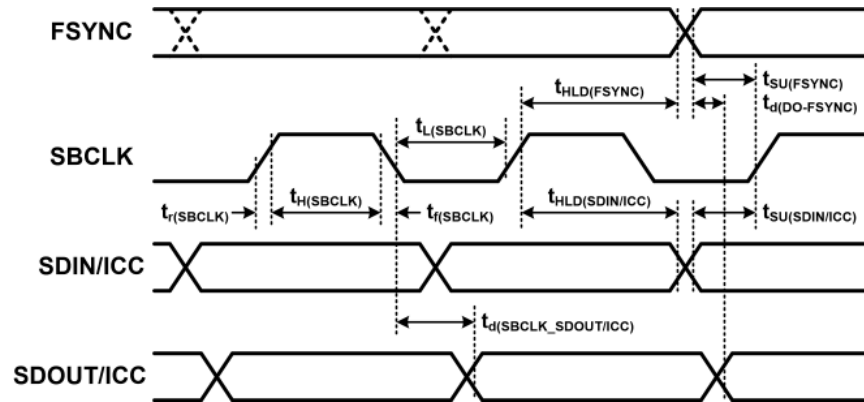 FSYNC
tSU(FSYNC)
tHLD(FSYNC)
td(DO-FSYNC)
tL(SBCLK)
SBCLK
tr(SBCLK)
tH(SBCLK)
tf(SBCLK)
tHLD(SDIN/ICC)
tSU(SDIN/ICC)
SDIN/ICC
td(SBCLK_SDOUT/ICC)
SDOUT/ICC